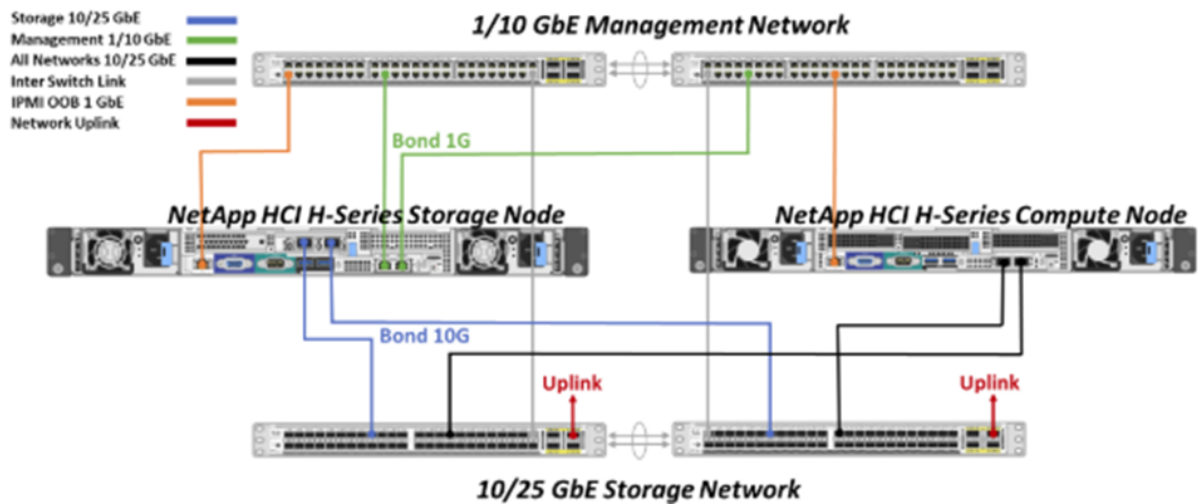 Storage 10/25 GbE
Management 1/10 GbE
All Networks 10/25 GbE
Inter Switch Link
IPMI OOB 1 GbE
Network Uplink
1/10 GbE Management Network
Bond 1G
NetApp HCI H-Series Storage Node
NetApp HCI H-Series Compute Node
Bond 10G
Uplink
Uplink
10/25 GbE Storage Network